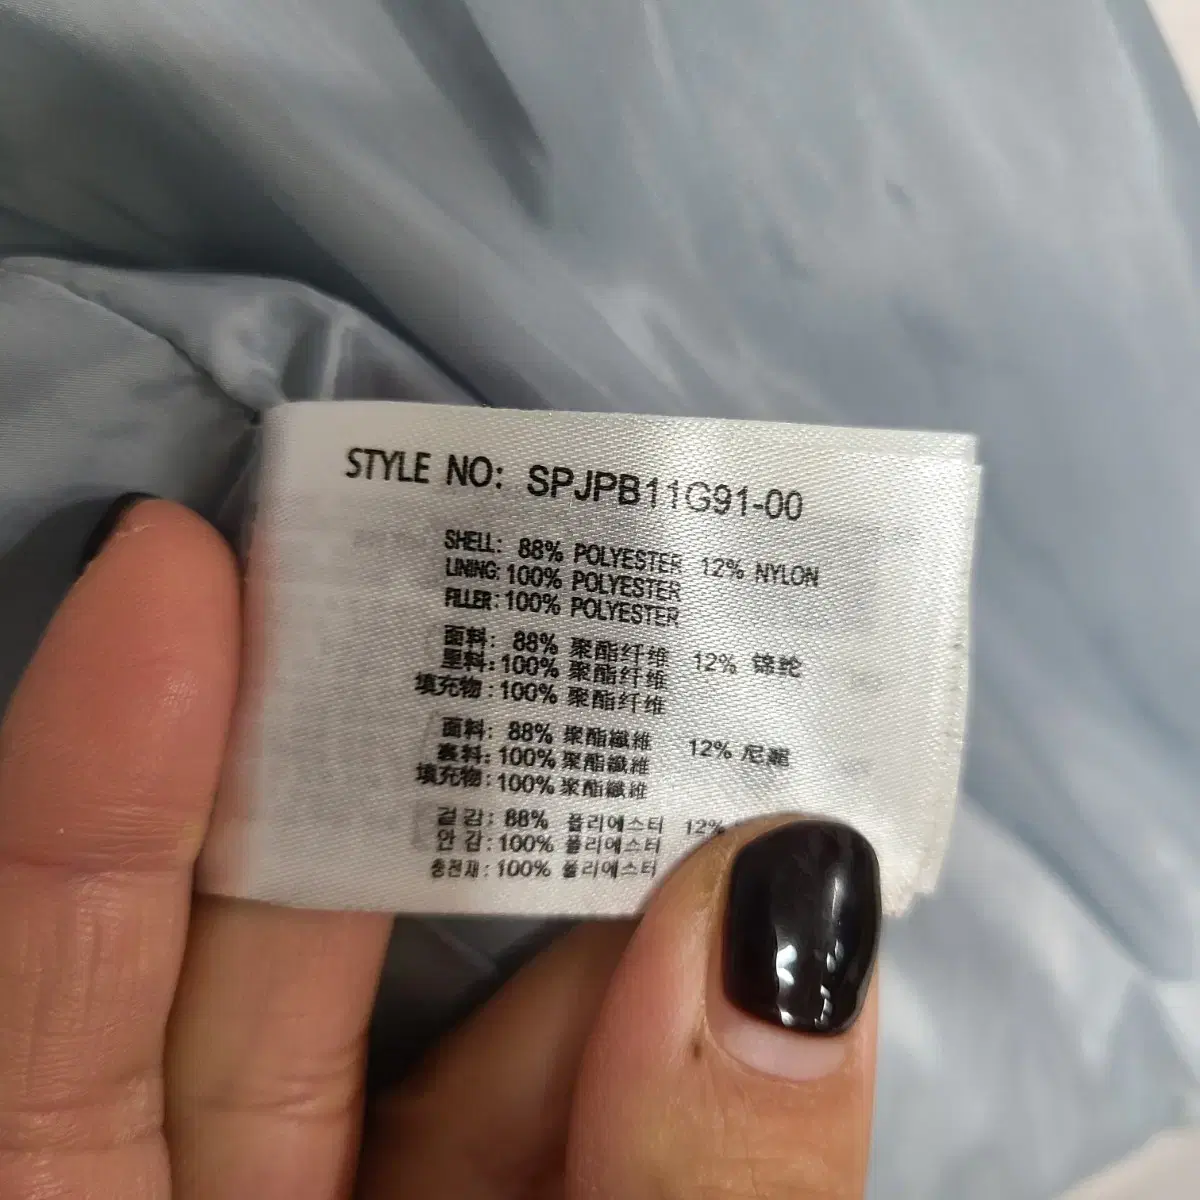 STYLE NO: SPJPB11G91-00
SHELL: 88% POLYESTER 12% NYLON
LINING: 100% POLYESTER
FILLER: 100% POLYESTER
面料: 88% 聚酯纤维 12% 锦纶
里料: 100% 聚酯纤维
填充物: 100% 聚酯纤维
面料: 88% 聚酯纖維 12% 尼龍
裏料: 100% 聚酯纖維
填充物: 100% 聚酯纖維
겉감: 88% 폴리에스터 12%
안감: 100% 폴리에스터
충전재: 100% 폴리에스터